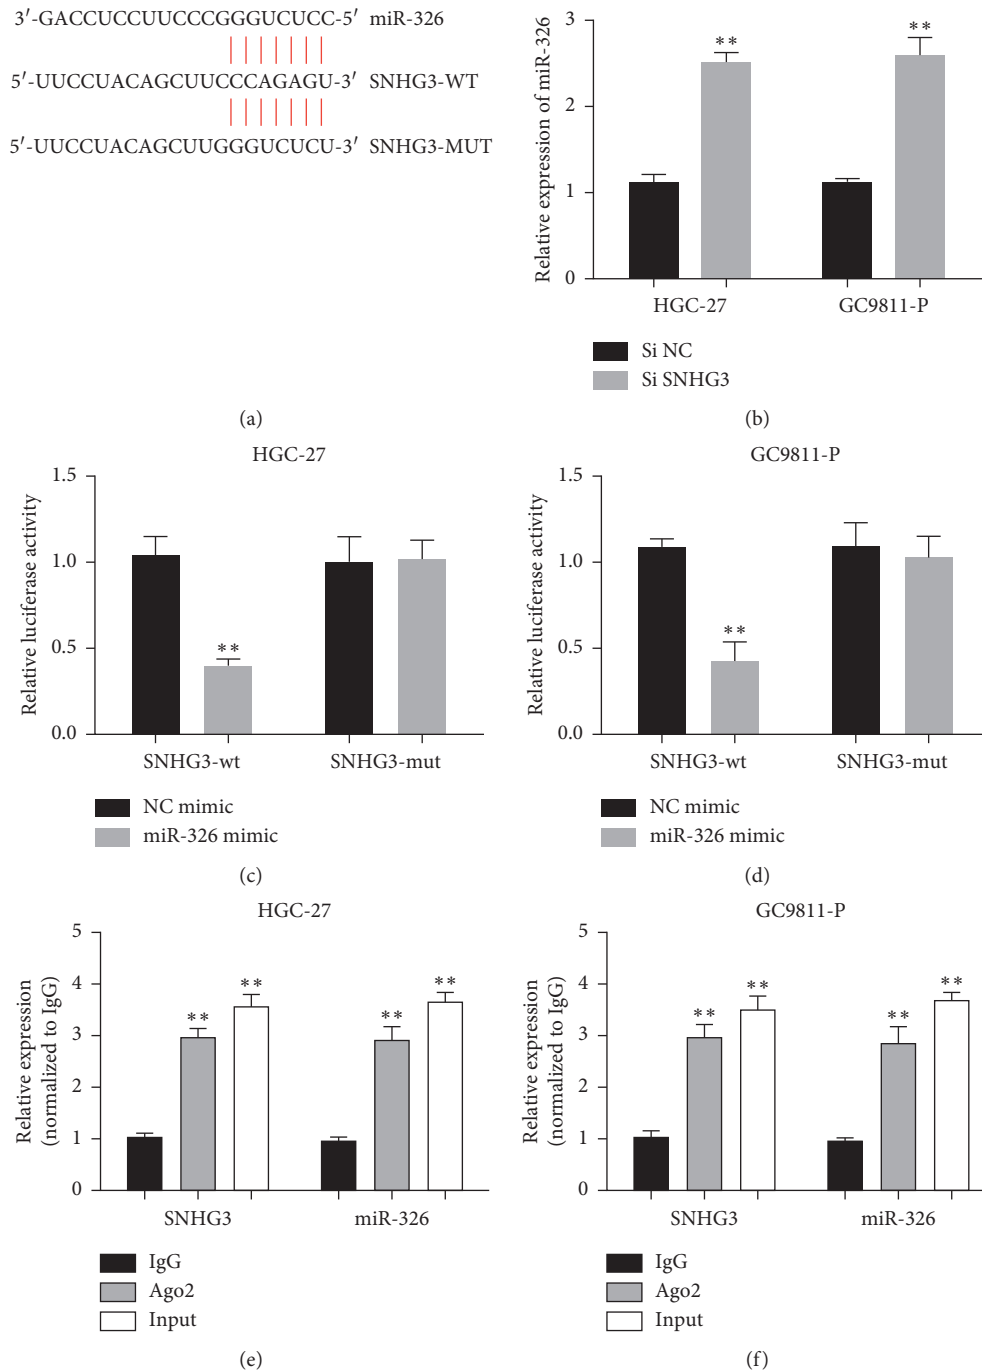 3′-GACCUCCUUCCCGGGUCUCC-5′ miR-326
5′-UUCCUACAGCUUCCCAGAGU-3′ SNHG3-WT
5′-UUCCUACAGCUUGGGUCUCU-3′ SNHG3-MUT
(a)
Relative expression of miR-326
3
2
1
0
** **
HGC-27 GC9811-P
Si NC
Si SNHG3
(b)
HGC-27
Relative luciferase activity
1.5
1.0
0.5
0.0
**
SNHG3-wt SNHG3-mut
NC mimic
miR-326 mimic
(c)
GC9811-P
Relative luciferase activity
1.5
1.0
0.5
0.0
**
SNHG3-wt SNHG3-mut
NC mimic
miR-326 mimic
(d)
HGC-27
Relative expression
(normalized to IgG)
5
4
3
2
1
0
** ** ** **
SNHG3 miR-326
IgG
Ago2
Input
(e)
GC9811-P
Relative expression
(normalized to IgG)
5
4
3
2
1
0
** ** ** **
SNHG3 miR-326
IgG
Ago2
Input
(f)